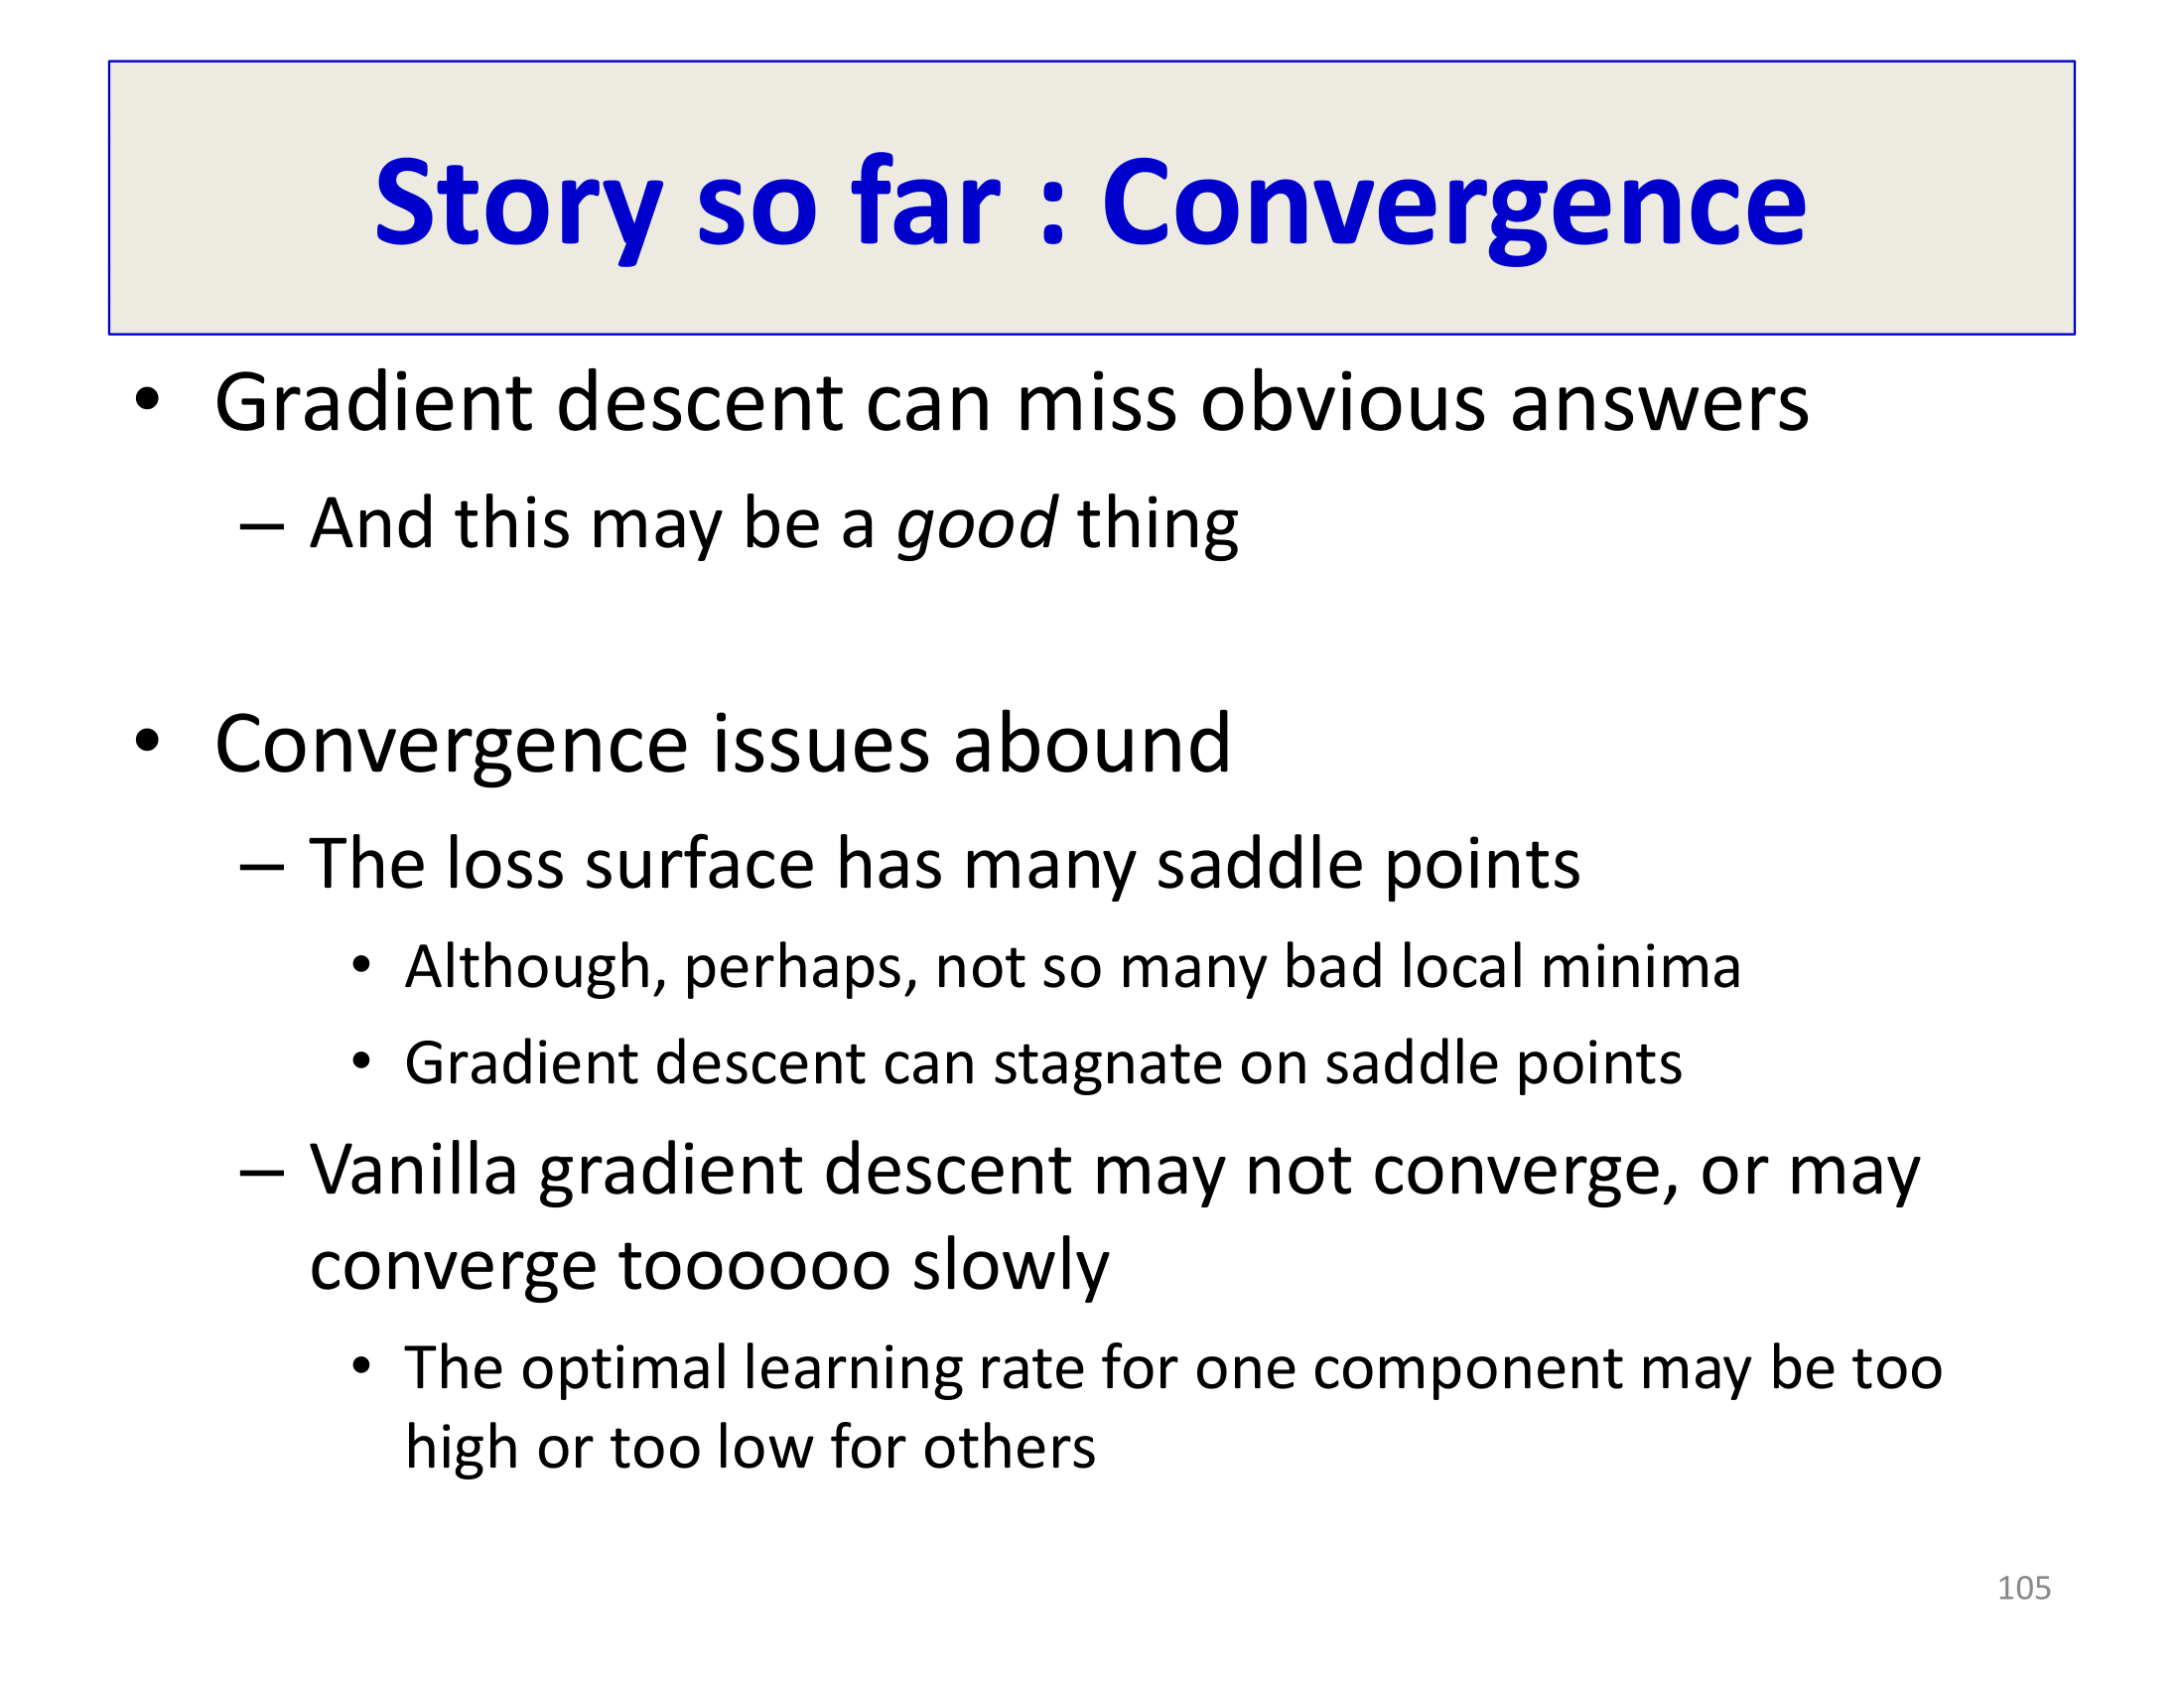 Story so far : Convergence
• Gradient descent can miss obvious answers
– And this may be a good thing
• Convergence issues abound
– The loss surface has many saddle points
• Although, perhaps, not so many bad local minima
• Gradient descent can stagnate on saddle points
– Vanilla gradient descent may not converge, or may
converge toooooo slowly
• The optimal learning rate for one component may be too
high or too low for others
105